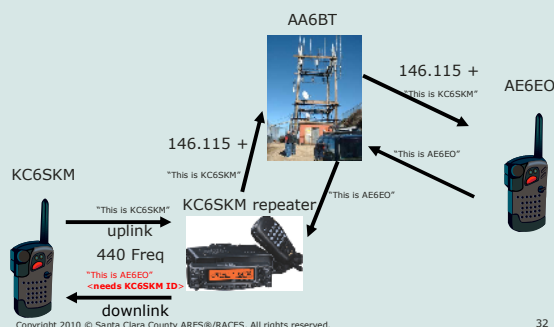 AA6BT
146.115 +
"This is KC6SKM"
AE6EO
"This is AE6EO"
146.115 +
"This is KC6SKM"
"This is AE6EO"
KC6SKM
KC6SKM repeater
"This is KC6SKM"
uplink
440 Freq
"This is AE6EO"
<needs KC6SKM ID>
downlink
Copyright 2010 © Santa Clara County ARES®/RACES. All rights reserved.
32